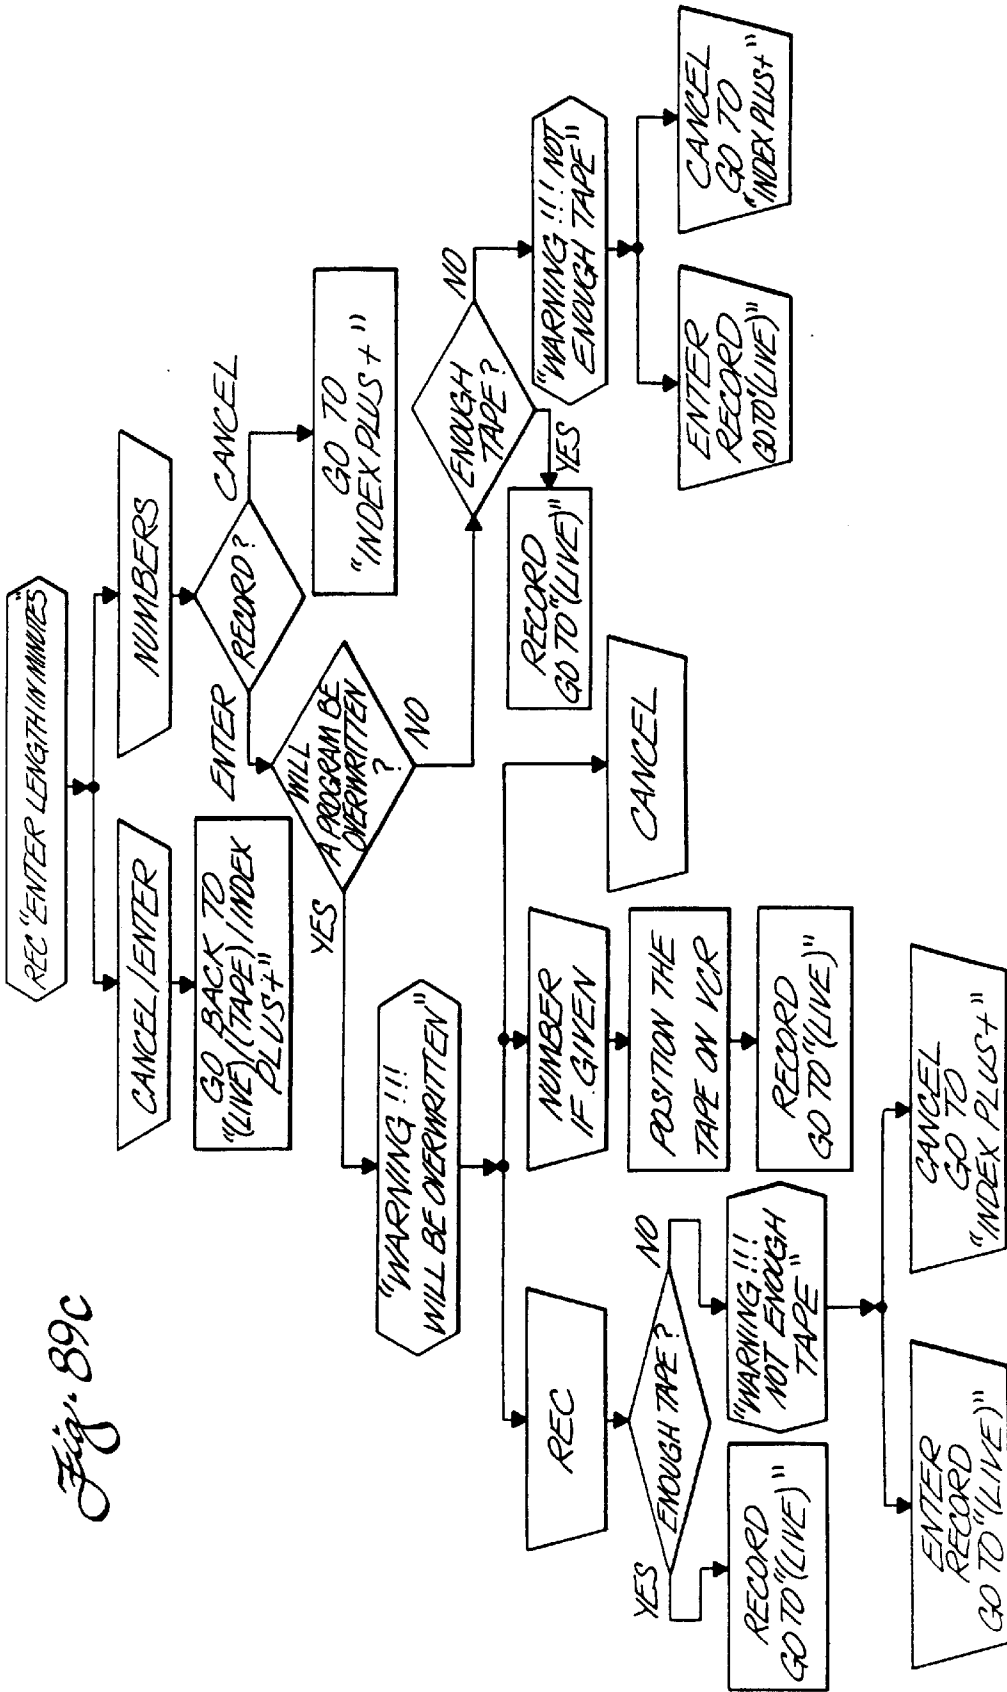 REC "ENTER LENGTH IN MINUTES"
CANCEL/ENTER
NUMBERS
GO BACK TO
"(LIVE)/(TAPE)/INDEX
PLUS+"
RECORD?
ENTER
CANCEL
GO TO
"INDEX PLUS+"
WILL
A PROGRAM BE
OVERWRITTEN
?
YES
NO
"WARNING!!!
WILL BE OVERWRITTEN"
ENOUGH
TAPE?
NO
YES
RECORD
GO TO "(LIVE)"
"WARNING!!! NOT
ENOUGH TAPE"
ENTER
RECORD
GO TO "(LIVE)"
CANCEL
GO TO
"INDEX PLUS+"
REC
NUMBER
IF GIVEN
CANCEL
ENOUGH TAPE?
YES
NO
POSITION THE
TAPE ON VCR
RECORD
GO TO "(LIVE)"
"WARNING!!!
NOT ENOUGH
TAPE"
RECORD
GO TO "(LIVE)"
ENTER
RECORD
GO TO "(LIVE)"
CANCEL
GO TO
"INDEX PLUS+"
Fig. 89C